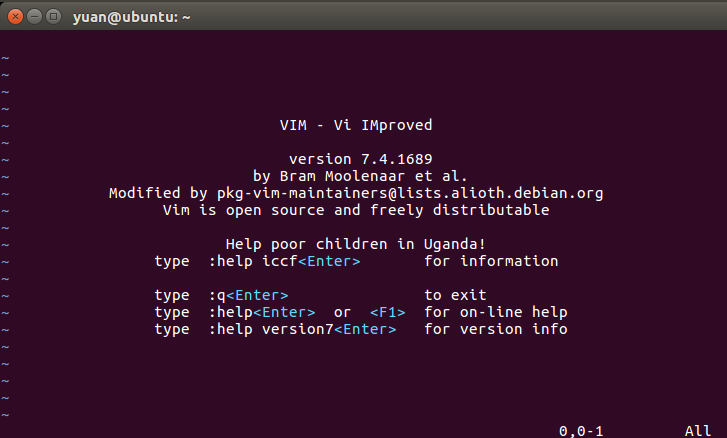 yuan@ubuntu: ~
~
~
~
~
~ VIM - Vi IMproved
~
~ version 7.4.1689
~ by Bram Moolenaar et al.
~ Modified by pkg-vim-maintainers@lists.alioth.debian.org
~ Vim is open source and freely distributable
~
~ Help poor children in Uganda!
~ type  :help iccf<Enter>       for information
~
~ type  :q<Enter>               to exit
~ type  :help<Enter>  or  <F1>  for on-line help
~ type  :help version7<Enter>   for version info
~
~
~
~
~
0,0-1 All